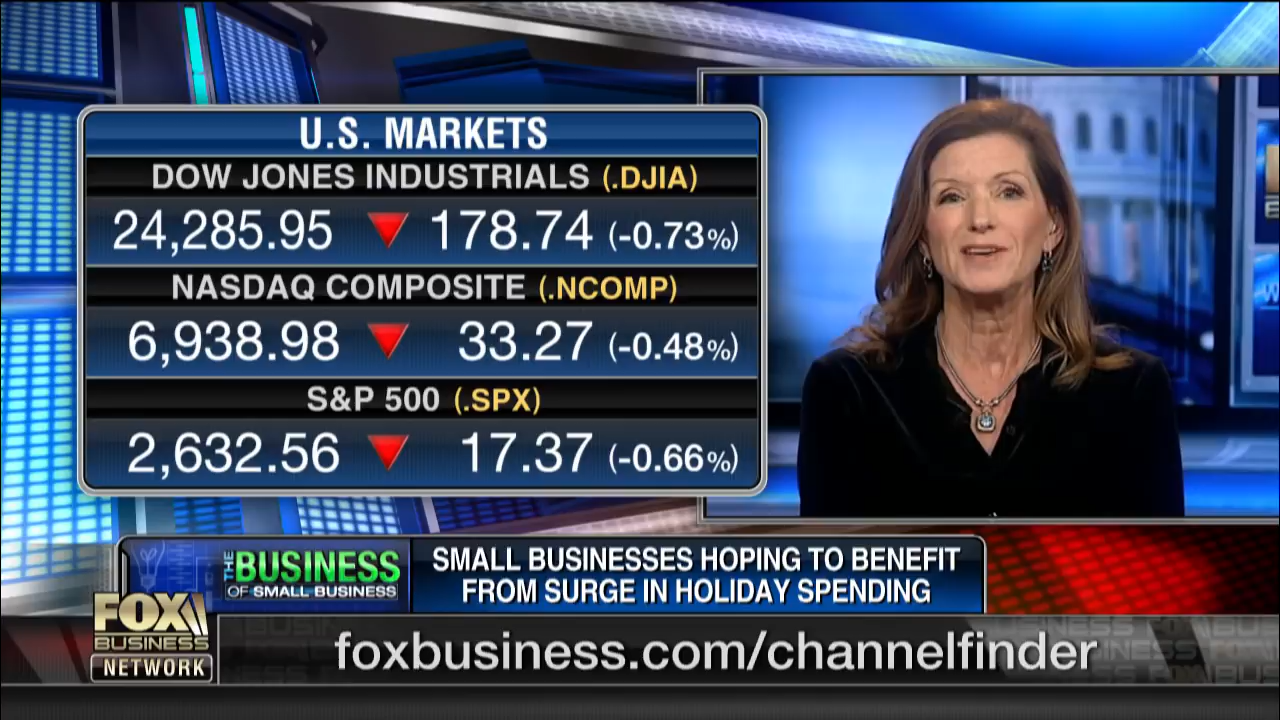 U.S. MARKETS
DOW JONES INDUSTRIALS (.DJIA)
24,285.95 ▼ 178.74 (-0.73%)
NASDAQ COMPOSITE (.NCOMP)
6,938.98 ▼ 33.27 (-0.48%)
S&P 500 (.SPX)
2,632.56 ▼ 17.37 (-0.66%)
THE BUSINESS
OF SMALL BUSINESS
SMALL BUSINESSES HOPING TO BENEFIT
FROM SURGE IN HOLIDAY SPENDING
FOX
BUSINESS
NETWORK
foxbusiness.com/channelfinder